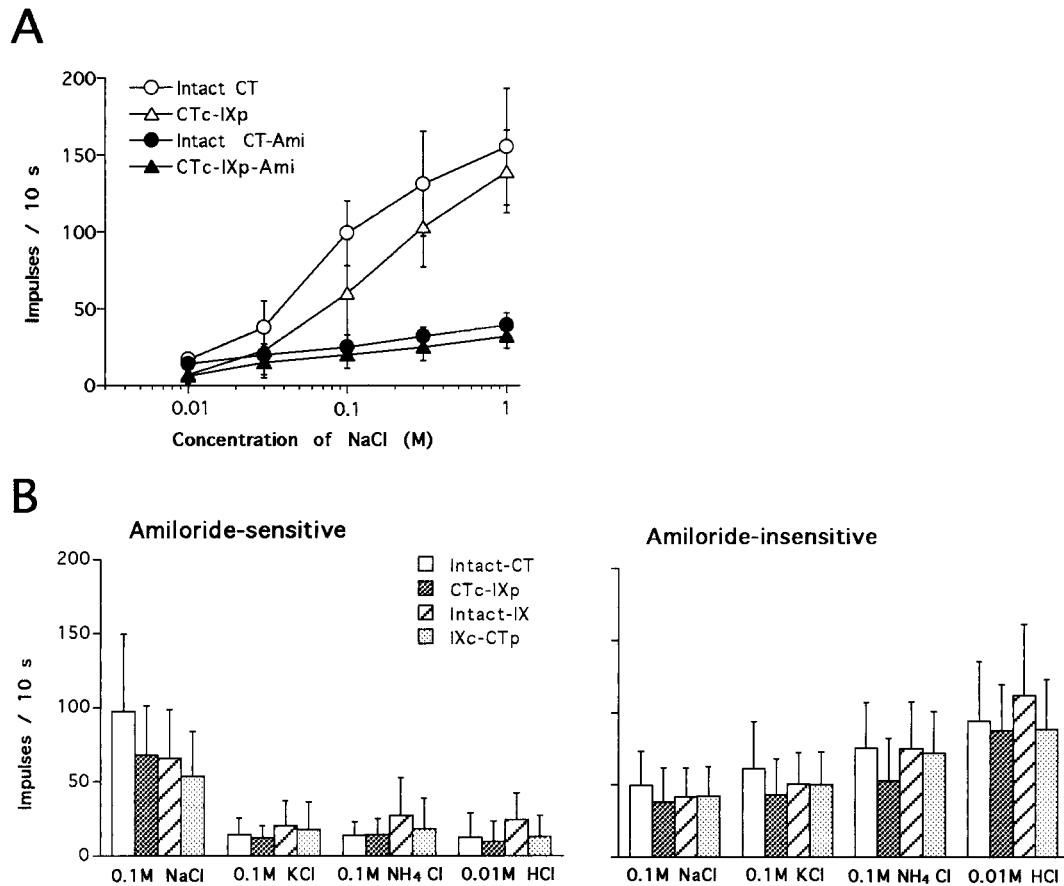 A
200
150
100
50
0
Impulses / 10 s
Intact CT
CTc-IXp
Intact CT-Ami
CTc-IXp-Ami
0.01 0.1 1
Concentration of NaCl (M)
B
Amiloride-sensitive
200
150
100
50
0
Impulses / 10 s
Intact-CT
CTc-IXp
Intact-IX
IXc-CTp
0.1M NaCl 0.1M KCl 0.1M NH₄ Cl 0.01M HCl
Amiloride-insensitive
0.1M NaCl 0.1M KCl 0.1M NH₄ Cl 0.01M HCl